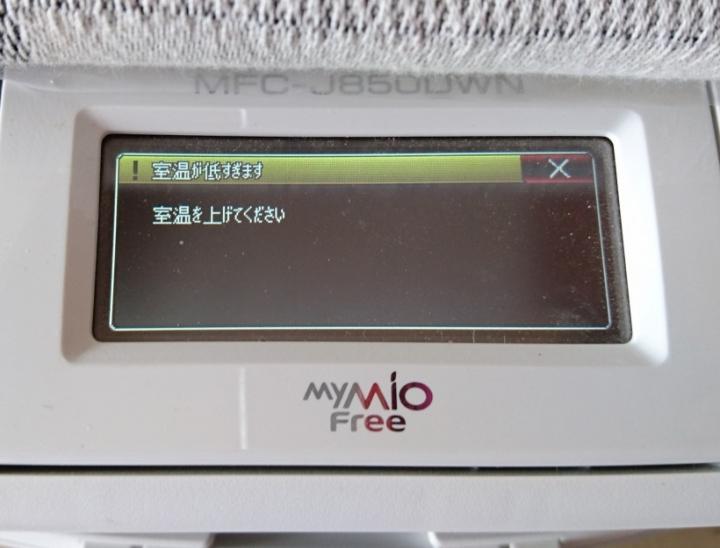 MFC-J850DWN
! 室温が低すぎます ×
室温を上げてください
MyMio
Free